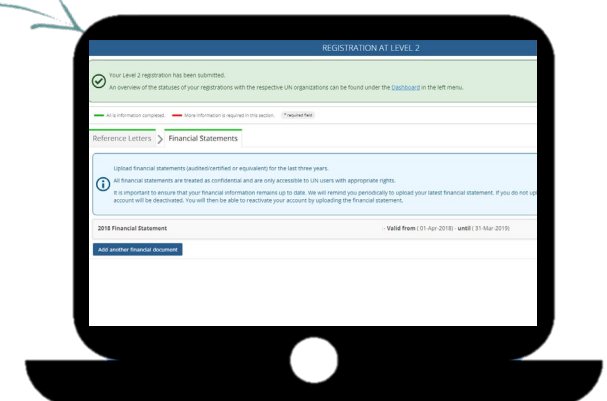 REGISTRATION AT LEVEL 2
Your Level 2 registration has been submitted.
An overview of the statuses of your registrations with the respective UN organizations can be found under the Dashboard in the left menu.
All is information completed. More information is required in this section. * required field
Reference Letters > Financial Statements
Upload financial statements (audited/certified or equivalent) for the last three years.
All financial statements are treated as confidential and are only accessible to UN users with appropriate rights.
It is important to ensure that your financial information remains up to date. We will remind you periodically to upload your latest financial statement. If you do not up
account will be deactivated. You will then be able to reactivate your account by uploading the financial statement.
2018 Financial Statement - Valid from ( 01-Apr-2018) - until ( 31-Mar-2019)
Add another financial document